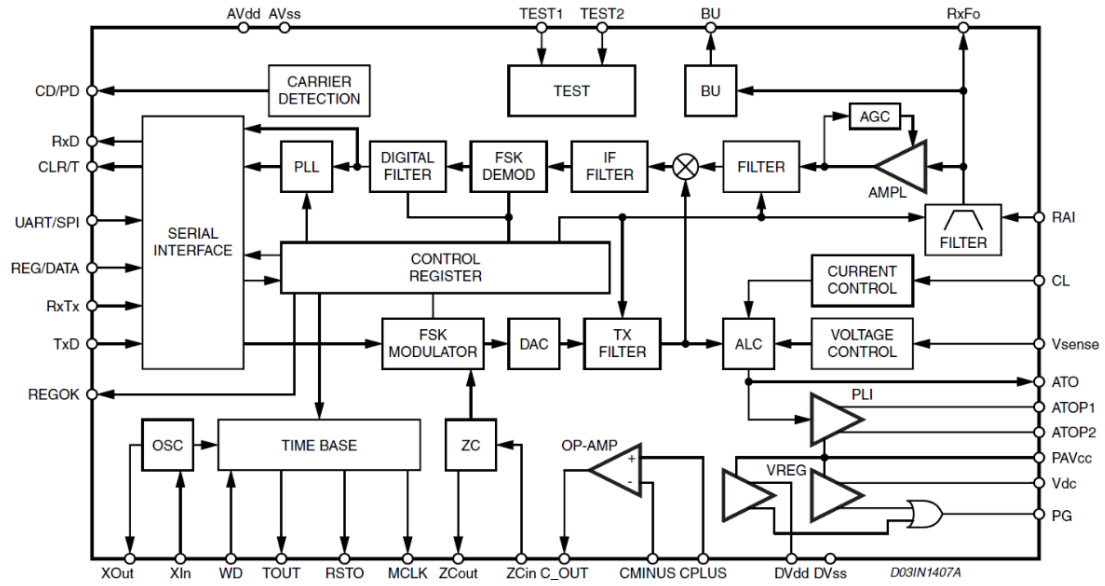 AVdd AVss TEST1 TEST2 BU RxFo
CD/PD
CARRIER
DETECTION
TEST
BU
AGC
RxD
CLR/T
PLL
DIGITAL
FILTER
FSK
DEMOD
IF
FILTER
FILTER
AMPL
UART/SPI
SERIAL
INTERFACE
RAI
FILTER
REG/DATA
CONTROL
REGISTER
CURRENT
CONTROL
CL
RxTx
TxD
FSK
MODULATOR
DAC
TX
FILTER
ALC
VOLTAGE
CONTROL
Vsense
ATO
REGOK
PLI
ATOP1
ATOP2
OSC
TIME BASE
ZC
OP-AMP
+
-
VREG
PAVcc
Vdc
PG
XOut XIn WD TOUT RSTO MCLK ZCout ZCin C_OUT CMINUS CPLUS DVdd DVss
D03IN1407A